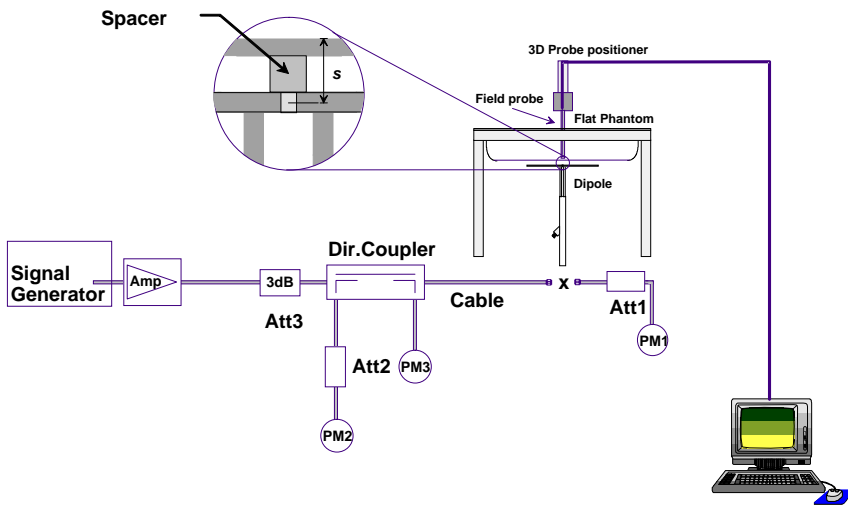 Spacer
s
3D Probe positioner
Field probe
Flat Phantom
Dipole
Signal
Generator
Amp
3dB
Att3
Dir.Coupler
Cable
x
Att1
PM1
Att2
PM3
PM2